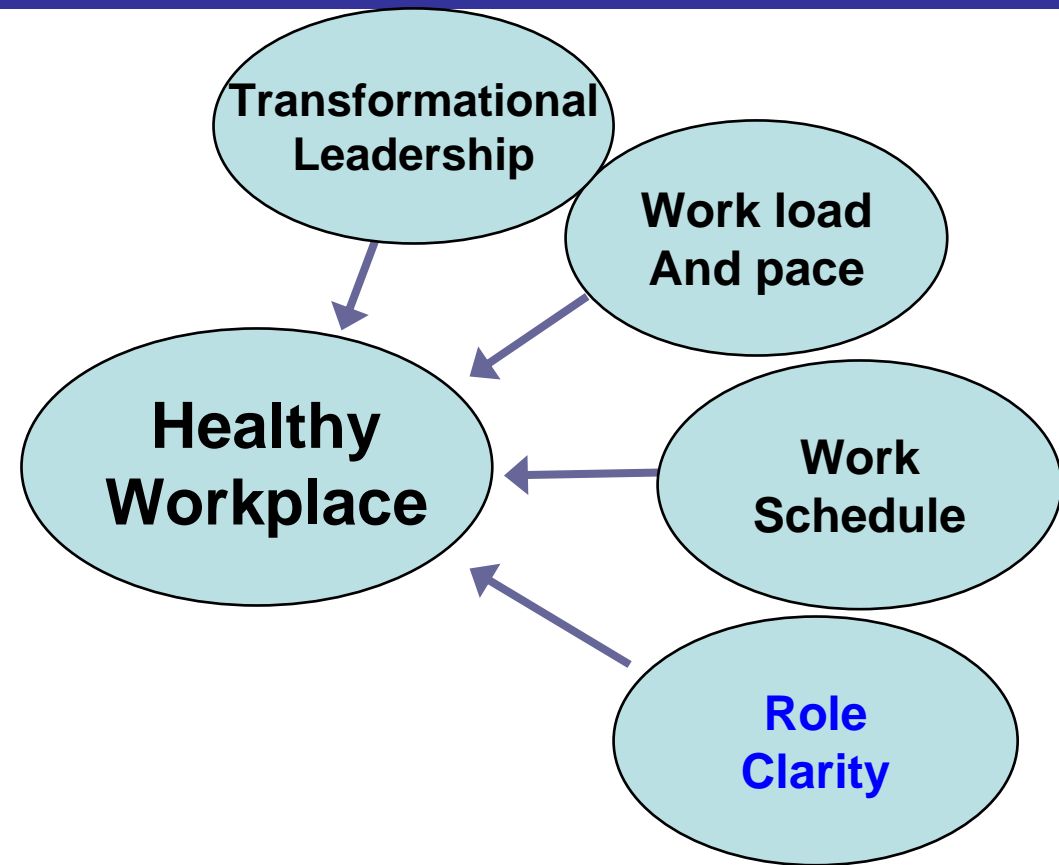 Transformational
Leadership
Work load
And pace
Healthy
Workplace
Work
Schedule
Role
Clarity